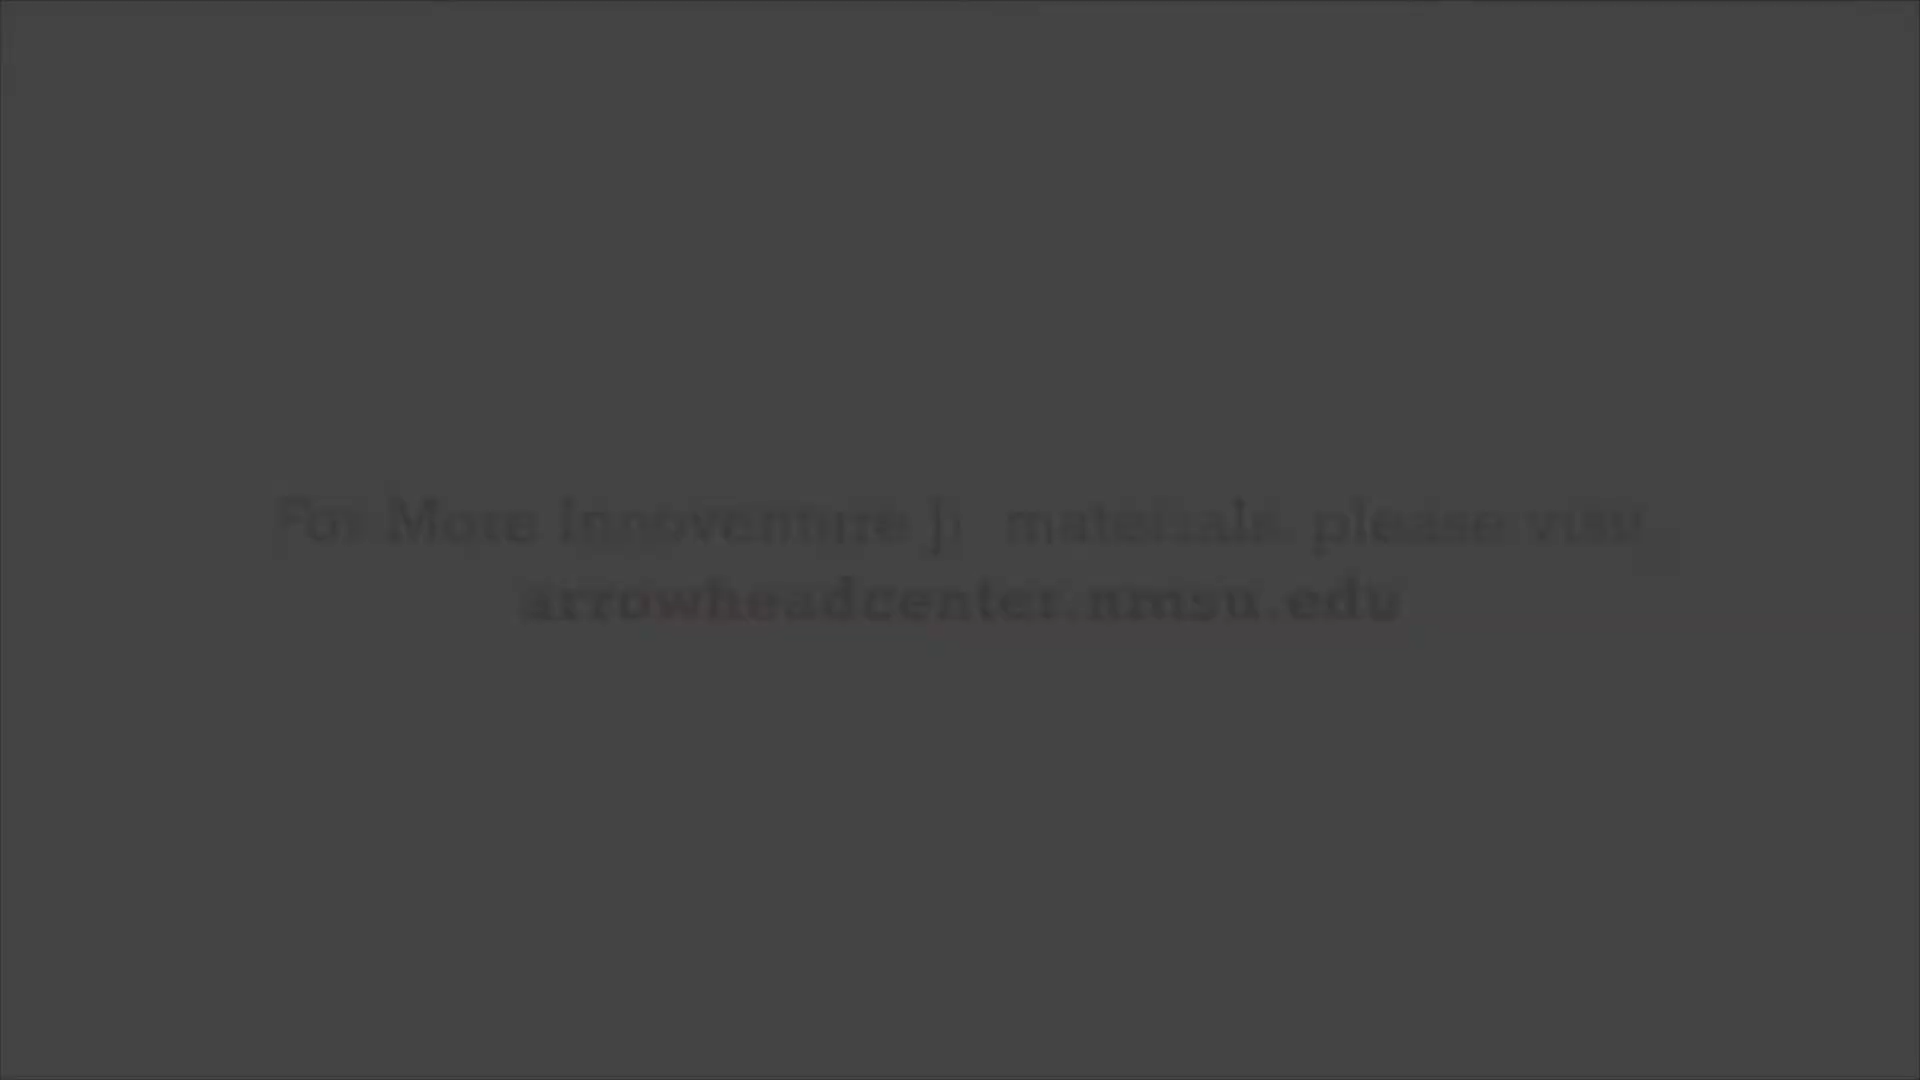 For More Innoventure Jr. materials, please visit
arrowheadcenter.nmsu.edu